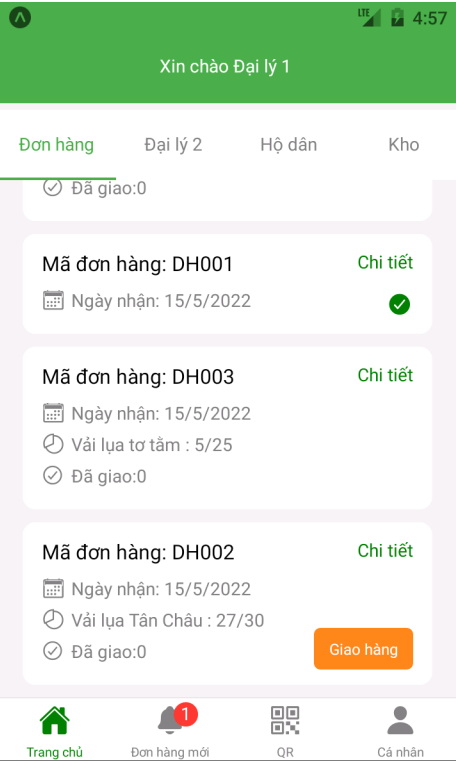 LTE 4:57
Xin chào Đại lý 1
Đơn hàng Đại lý 2 Hộ dân Kho
Đã giao:0
Mã đơn hàng: DH001 Chi tiết
Ngày nhận: 15/5/2022
Mã đơn hàng: DH003 Chi tiết
Ngày nhận: 15/5/2022
Vải lụa tơ tằm : 5/25
Đã giao:0
Mã đơn hàng: DH002 Chi tiết
Ngày nhận: 15/5/2022
Vải lụa Tân Châu : 27/30
Đã giao:0 Giao hàng
1
Trang chủ Đơn hàng mới QR Cá nhân